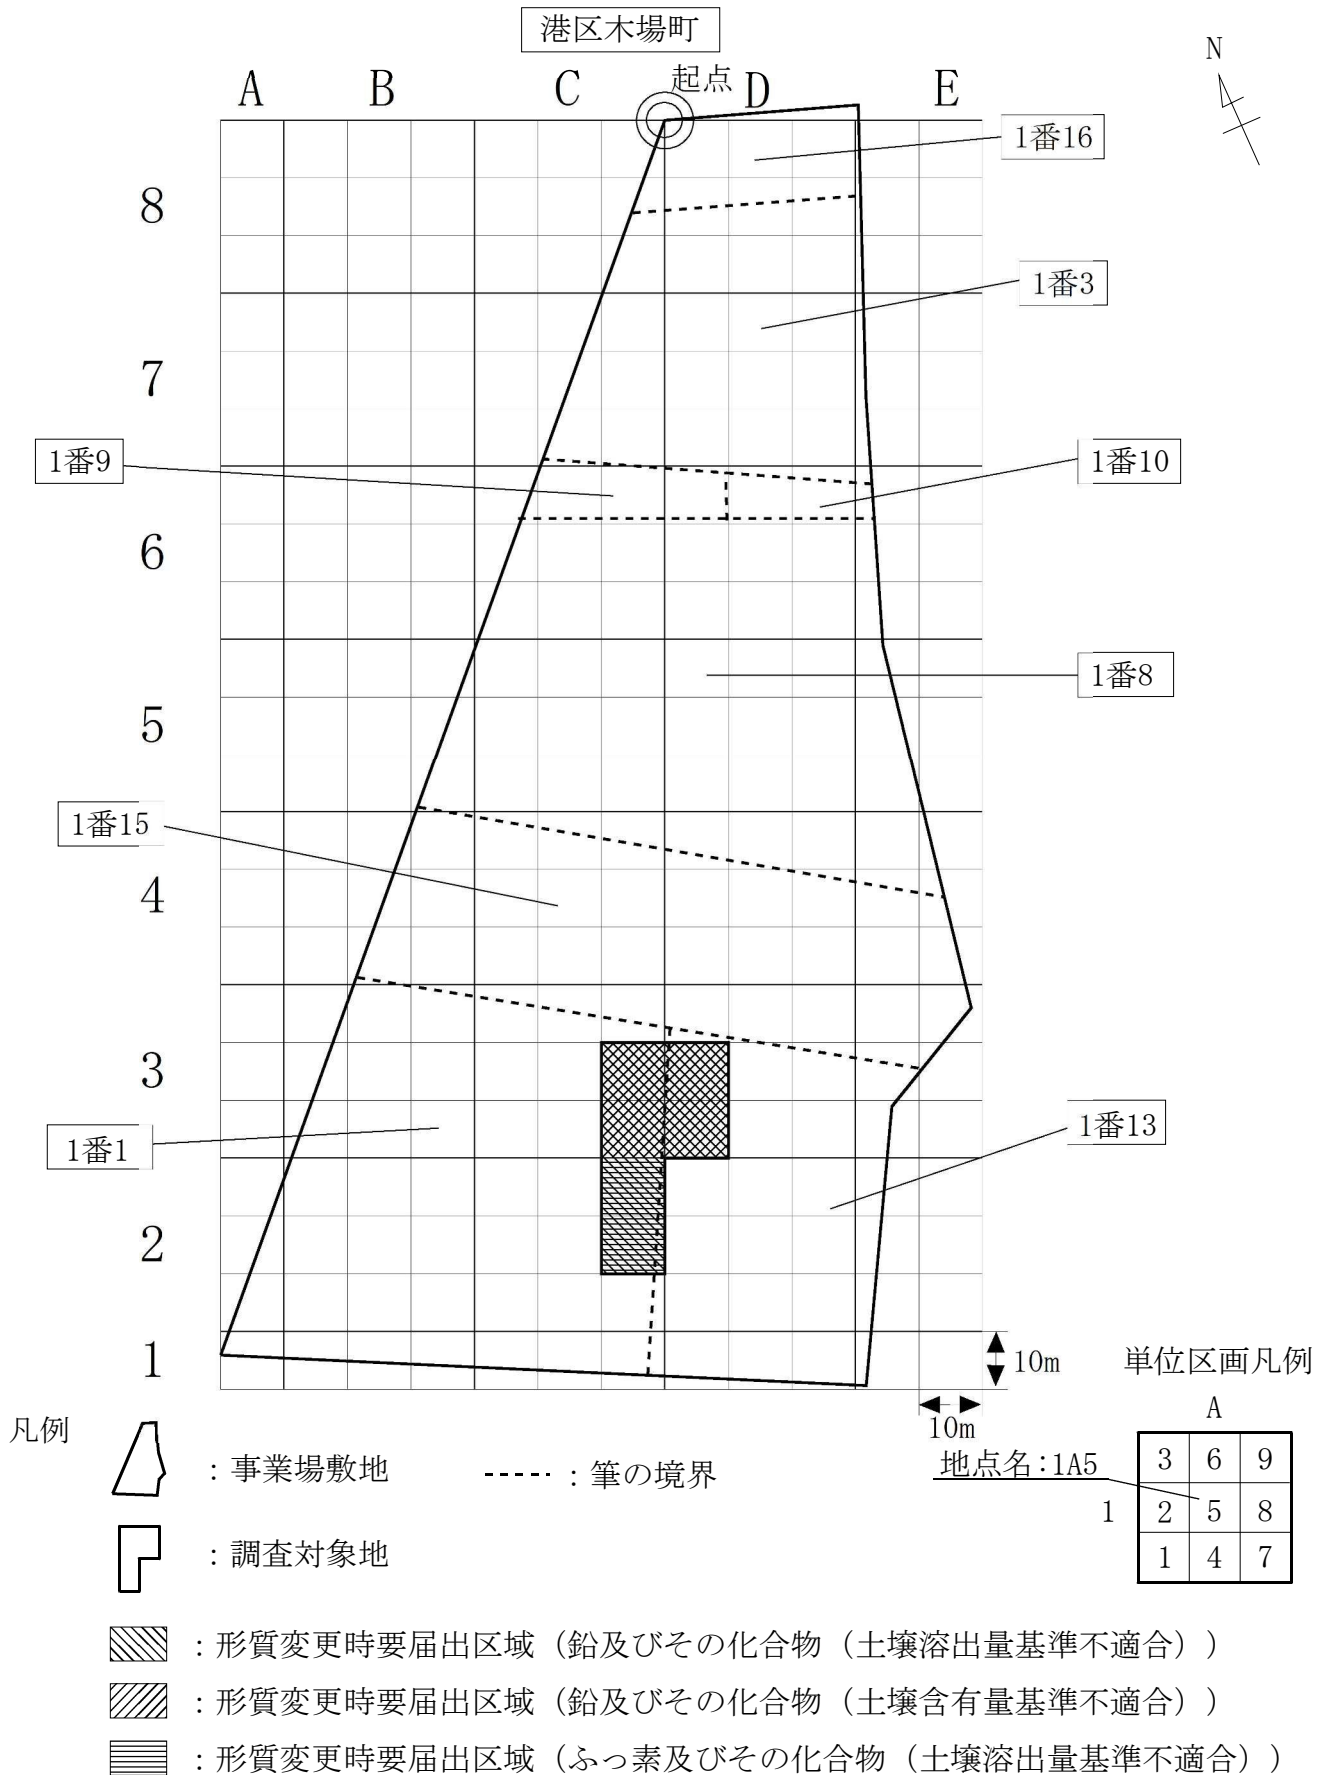 港区木場町
起点
A B C D E
N
1番16
8
1番3
7
1番9
1番10
6
1番8
5
1番15
4
3
1番1
1番13
2
1
10m
10m
単位区画凡例
A
3 6 9
1 2 5 8
1 4 7
地点名:1A5
凡例
:事業場敷地
:筆の境界
:調査対象地
:形質変更時要届出区域（鉛及びその化合物（土壌溶出量基準不適合））
:形質変更時要届出区域（鉛及びその化合物（土壌含有量基準不適合））
:形質変更時要届出区域（ふっ素及びその化合物（土壌溶出量基準不適合））